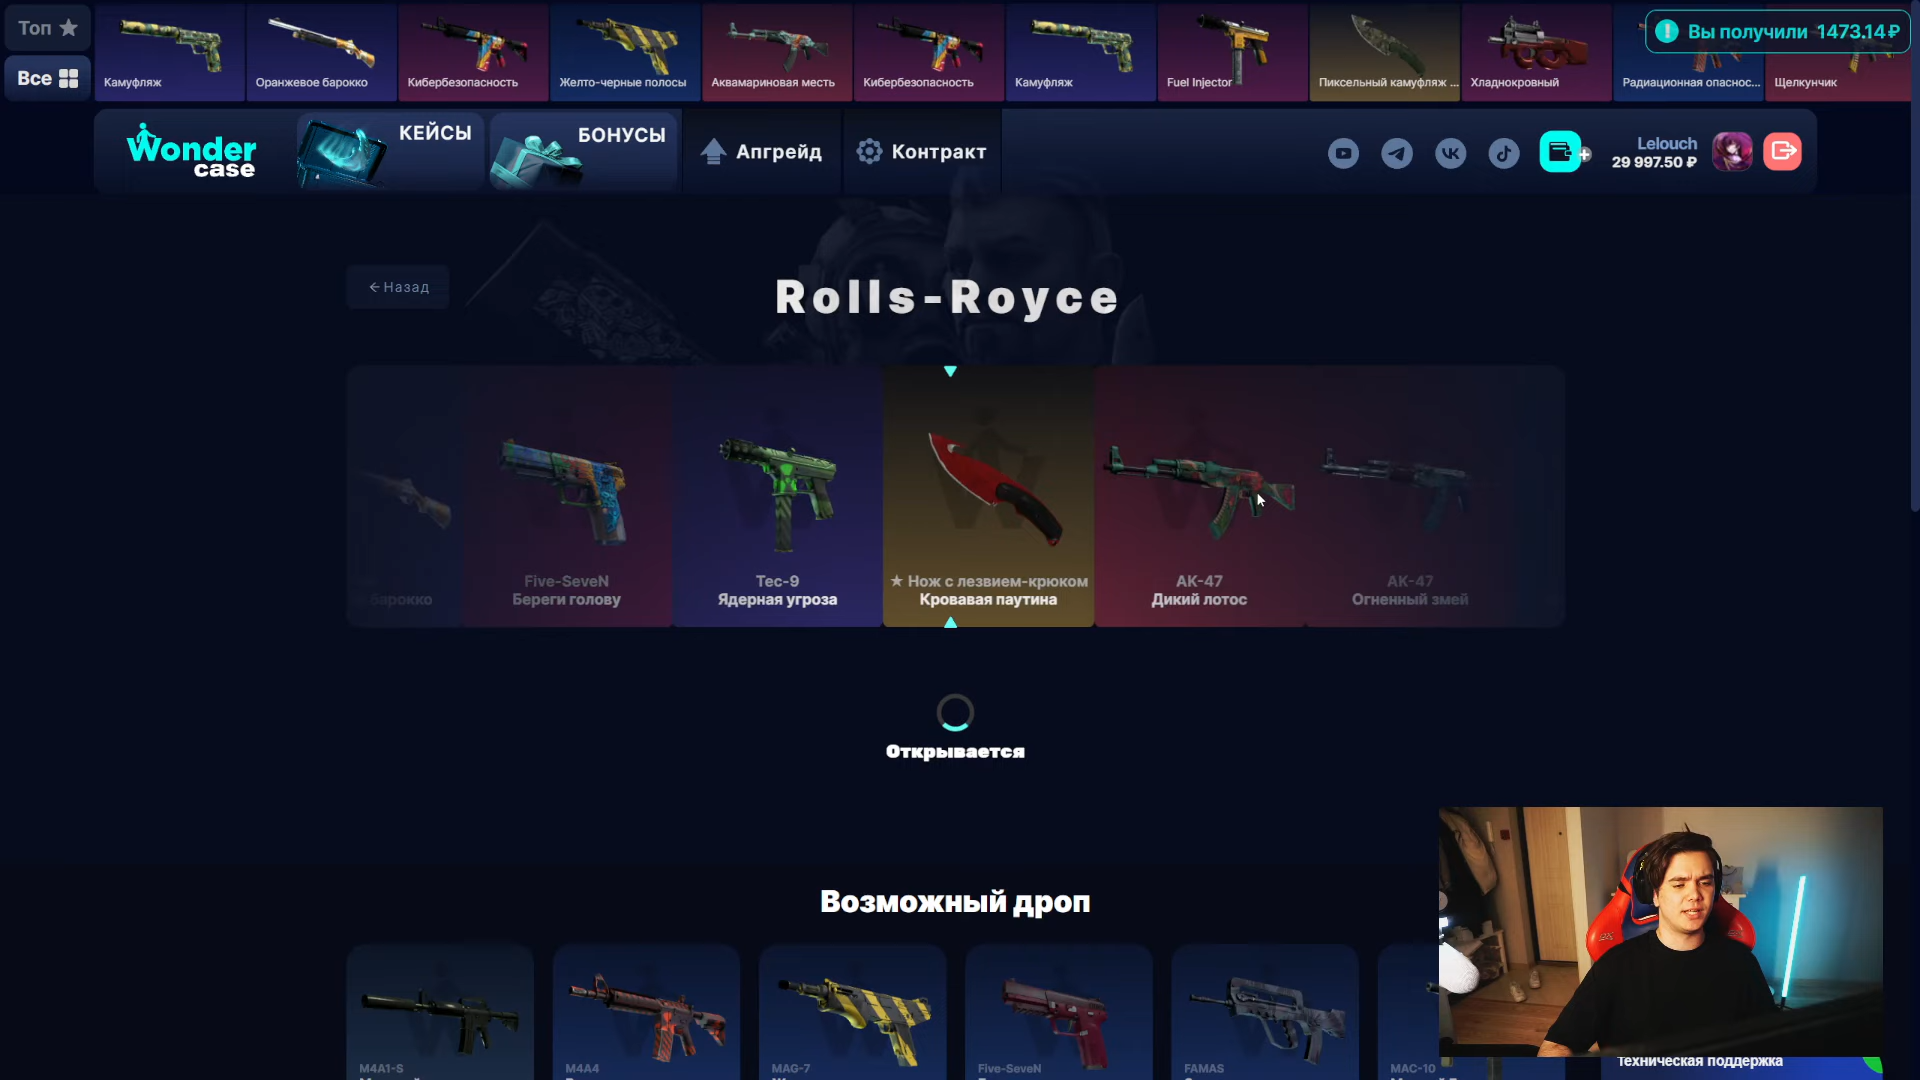 Топ
Все
Камуфляж
Оранжевое барокко
Кибербезопасность
Желто-черные полосы
Аквамариновая месть
Кибербезопасность
Камуфляж
Fuel Injector
Пиксельный камуфляж ...
Хладнокровный
Радиационная опаснос...
Щелкунчик
Вы получили 1473.14₽
Wonder
case
КЕЙСЫ
БОНУСЫ
Апгрейд
Контракт
Lelouch
29 997.50 ₽
← Назад
Rolls-Royce
барокко
Five-SeveN
Береги голову
Tec-9
Ядерная угроза
★ Нож с лезвием-крюком
Кровавая паутина
АК-47
Дикий лотос
АК-47
Огненный змей
Открывается
Возможный дроп
M4A1-S
M4A4
MAG-7
Five-SeveN
FAMAS
MAC-10
Техническая поддержка